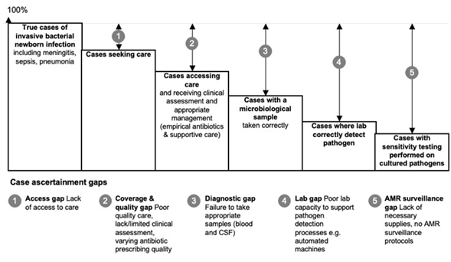 100%
True cases of
invasive bacterial
newborn infection
including meningitis,
sepsis, pneumonia
1
Cases seeking care
2
Cases accessing
care
and receiving clinical
assessment and
appropriate
management
(empirical antibiotics
& supportive care)
3
Cases with a
microbiological
sample
taken correctly
4
Cases where lab
correctly detect
pathogen
5
Cases with
sensitivity testing
performed on
cultured pathogens
Case ascertainment gaps
1 Access gap Lack
of access to care
2 Coverage &
quality gap Poor
quality care,
lack/limited clinical
assessment,
varying antibiotic
prescribing quality
3 Diagnostic gap
Failure to take
appropriate
samples (blood
and CSF)
4 Lab gap Poor lab
capacity to support
pathogen
detection
processes e.g.
automated
machines
5 AMR surveillance
gap Lack of
necessary
supplies, no AMR
surveillance
protocols